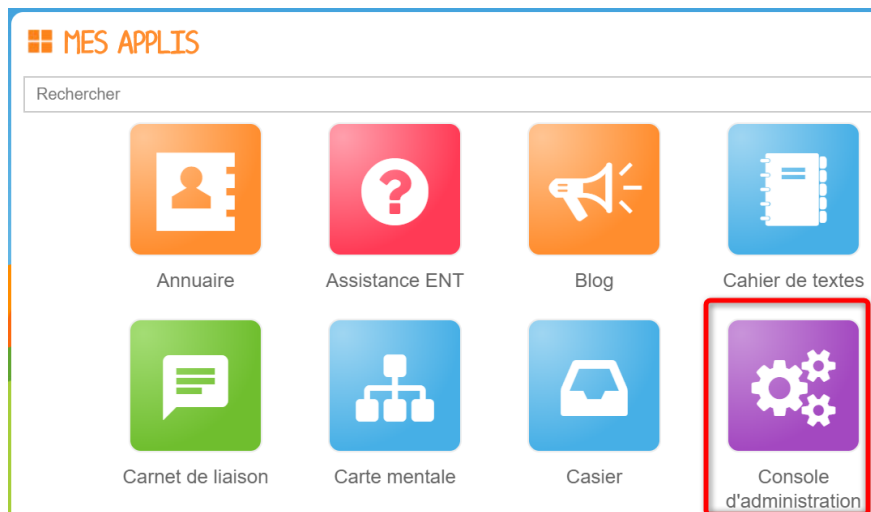 MES APPLIS
Rechercher
Annuaire
Assistance ENT
Blog
Cahier de textes
Carnet de liaison
Carte mentale
Casier
Console
d'administration